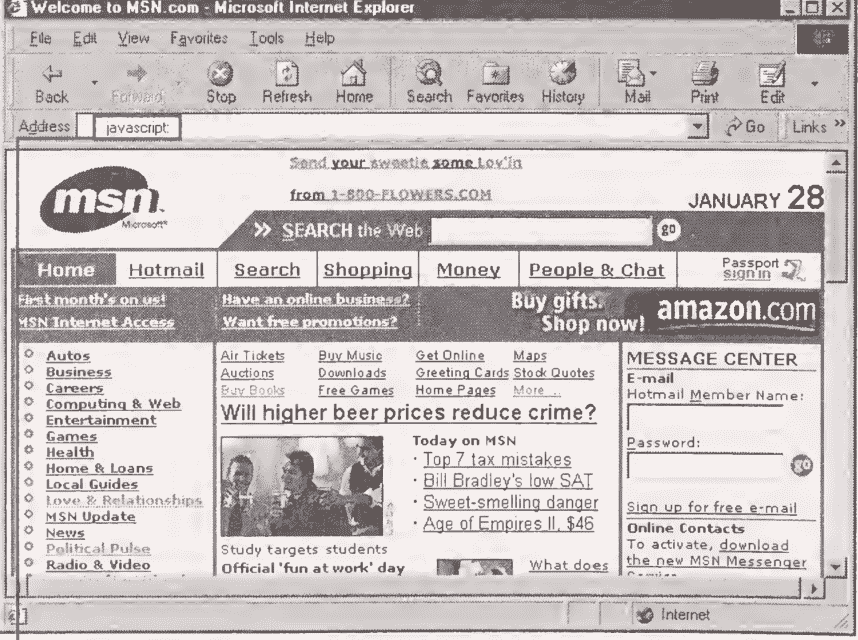 Welcome to MSN.com - Microsoft Internet Explorer
File Edit View Favorites Tools Help
Back Forward Stop Refresh Home Search Favorites History Mail Print Edit
Address javascript: Go Links »
Send your sweetie some Lov'in
from 1-800-FLOWERS.COM
msn
Microsoft®
JANUARY 28
» SEARCH the Web go
Home Hotmail Search Shopping Money People & Chat Passport sign in
First month's on us! Have an online business? Buy gifts. amazon.com
MSN Internet Access Want free promotions? Shop now!
Autos
Business
Careers
Computing & Web
Entertainment
Games
Health
Home & Loans
Local Guides
Love & Relationships
MSN Update
News
Political Pulse
Radio & Video
Air Tickets Buy Music Get Online Maps
Auctions Downloads Greeting Cards Stock Quotes
Buy Books Free Games Home Pages More...
Will higher beer prices reduce crime?
Study targets students
Official 'fun at work' day
Today on MSN
· Top 7 tax mistakes
· Bill Bradley's low SAT
· Sweet-smelling danger
· Age of Empires II, $46
What does
MESSAGE CENTER
E-mail
Hotmail Member Name:
Password:
go
Sign up for free e-mail
Online Contacts
To activate, download
the new MSN Messenger
Internet